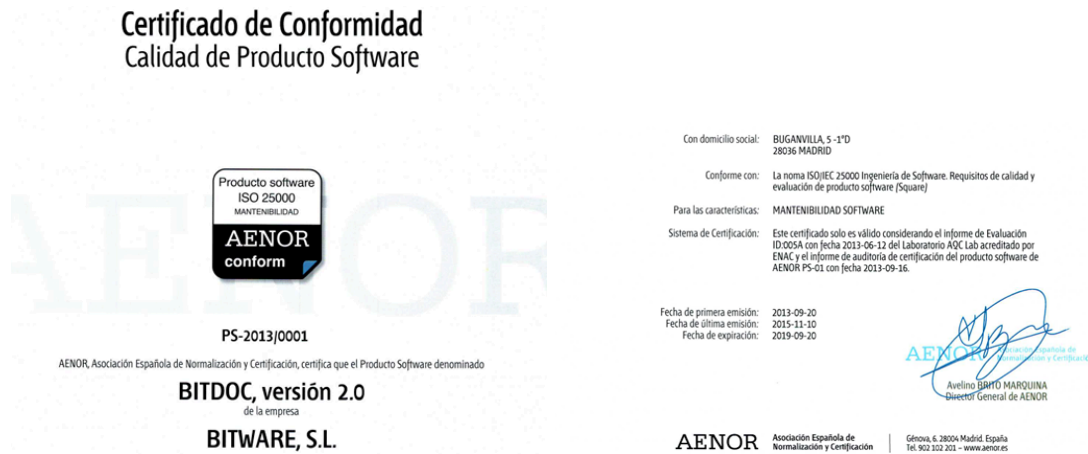 Certificado de Conformidad
Calidad de Producto Software
AENOR
Producto software
ISO 25000
MANTENIBILIDAD
AENOR
conform
PS-2013/0001
AENOR, Asociación Española de Normalización y Certificación, certifica que el Producto Software denominado
BITDOC, versión 2.0
de la empresa
BITWARE, S.L.
Con domicilio social: BUGANVILLA, 5 -1ºD
28036 MADRID
Conforme con: La noma ISO/IEC 25000 Ingeniería de Software. Requisitos de calidad y
evaluación de producto software (Square)
Para las características: MANTENIBILIDAD SOFTWARE
Sistema de Certificación: Este certificado solo es válido considerando el informe de Evaluación
ID:005A con fecha 2013-06-12 del Laboratorio AQC Lab acreditado por
ENAC y el informe de auditoría de certificación del producto software de
AENOR PS-01 con fecha 2013-09-16.
Fecha de primera emisión: 2013-09-20
Fecha de última emisión: 2015-11-10
Fecha de expiración: 2019-09-20
AENOR Asociación Española de
Normalización y Certificació
Avelino BRITO MARQUINA
Director General de AENOR
AENOR Asociación Española de
Normalización y Certificación
Génova, 6. 28004 Madrid. España
Tel. 902 102 201 – www.aenor.es